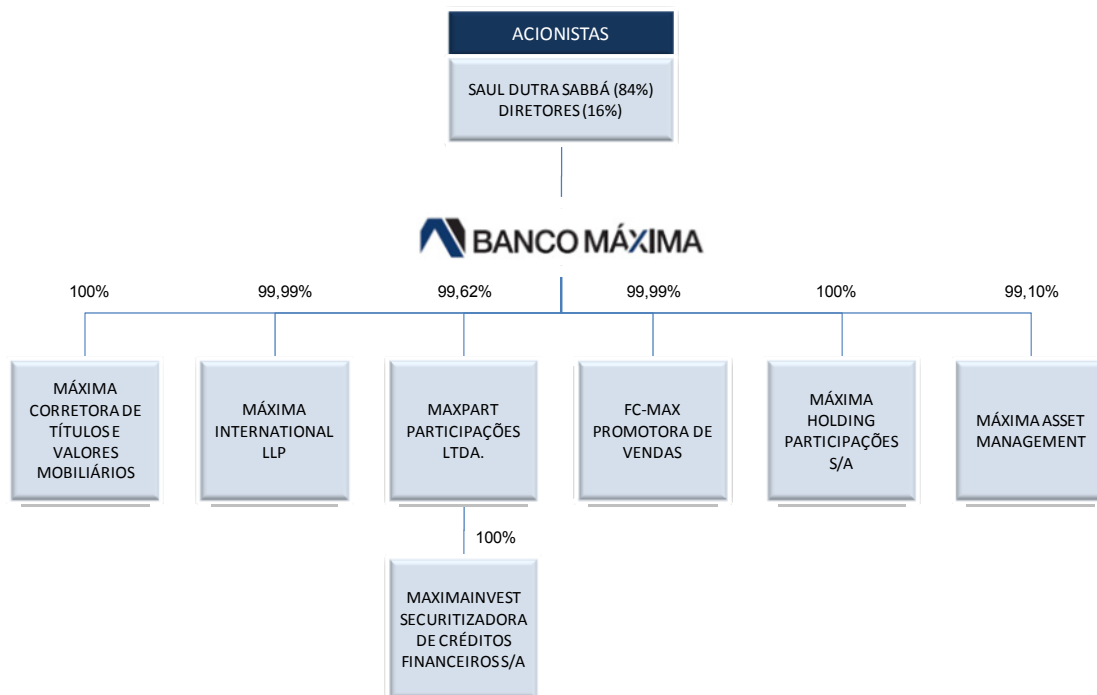 ACIONISTAS
SAUL DUTRA SABBÁ (84%)
DIRETORES (16%)
BANCO MÁXIMA
100%
99,99%
99,62%
99,99%
100%
99,10%
MÁXIMA
CORRETORA DE
TÍTULOS E
VALORES
MOBILIÁRIOS
MÁXIMA
INTERNATIONAL
LLP
MAXPART
PARTICIPAÇÕES
LTDA.
FC-MAX
PROMOTORA DE
VENDAS
MÁXIMA
HOLDING
PARTICIPAÇÕES
S/A
MÁXIMA ASSET
MANAGEMENT
100%
MAXIMAINVEST
SECURITIZADORA
DE CRÉDITOS
FINANCEIROS S/A